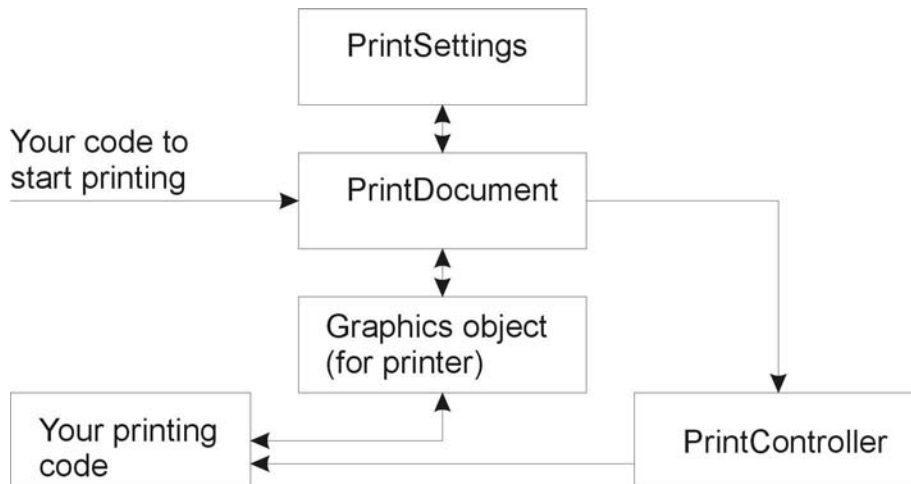 PrintSettings
Your code to
start printing
PrintDocument
Graphics object
(for printer)
Your printing
code
PrintController